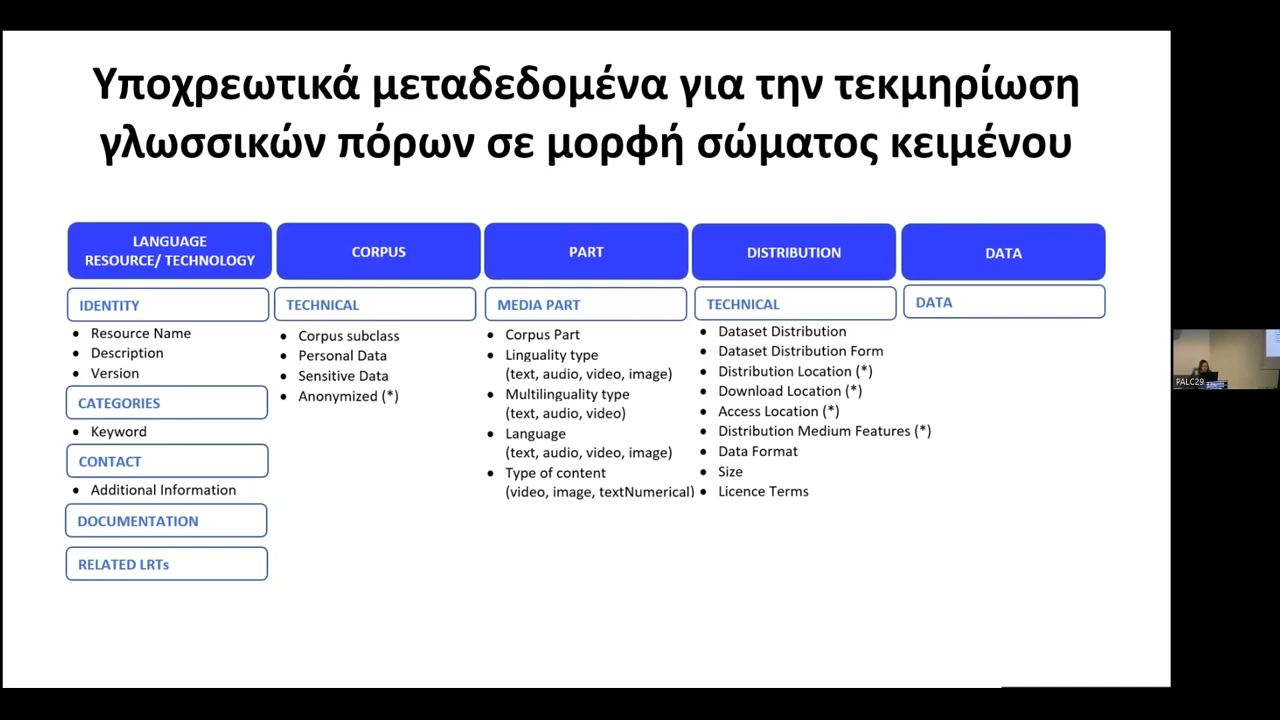 Υποχρεωτικά μεταδεδομένα για την τεκμηρίωση
γλωσσικών πόρων σε μορφή σώματος κειμένου
LANGUAGE
RESOURCE/ TECHNOLOGY
IDENTITY
• Resource Name
• Description
• Version
CATEGORIES
• Keyword
CONTACT
• Additional Information
DOCUMENTATION
RELATED LRTs
CORPUS
TECHNICAL
• Corpus subclass
• Personal Data
• Sensitive Data
• Anonymized (*)
PART
MEDIA PART
• Corpus Part
• Linguality type
(text, audio, video, image)
• Multilinguality type
(text, audio, video)
• Language
(text, audio, video, image)
• Type of content
(video, image, textNumerical)
DISTRIBUTION
TECHNICAL
• Dataset Distribution
• Dataset Distribution Form
• Distribution Location (*)
• Download Location (*)
• Access Location (*)
• Distribution Medium Features (*)
• Data Format
• Size
• Licence Terms
DATA
DATA
PALC29